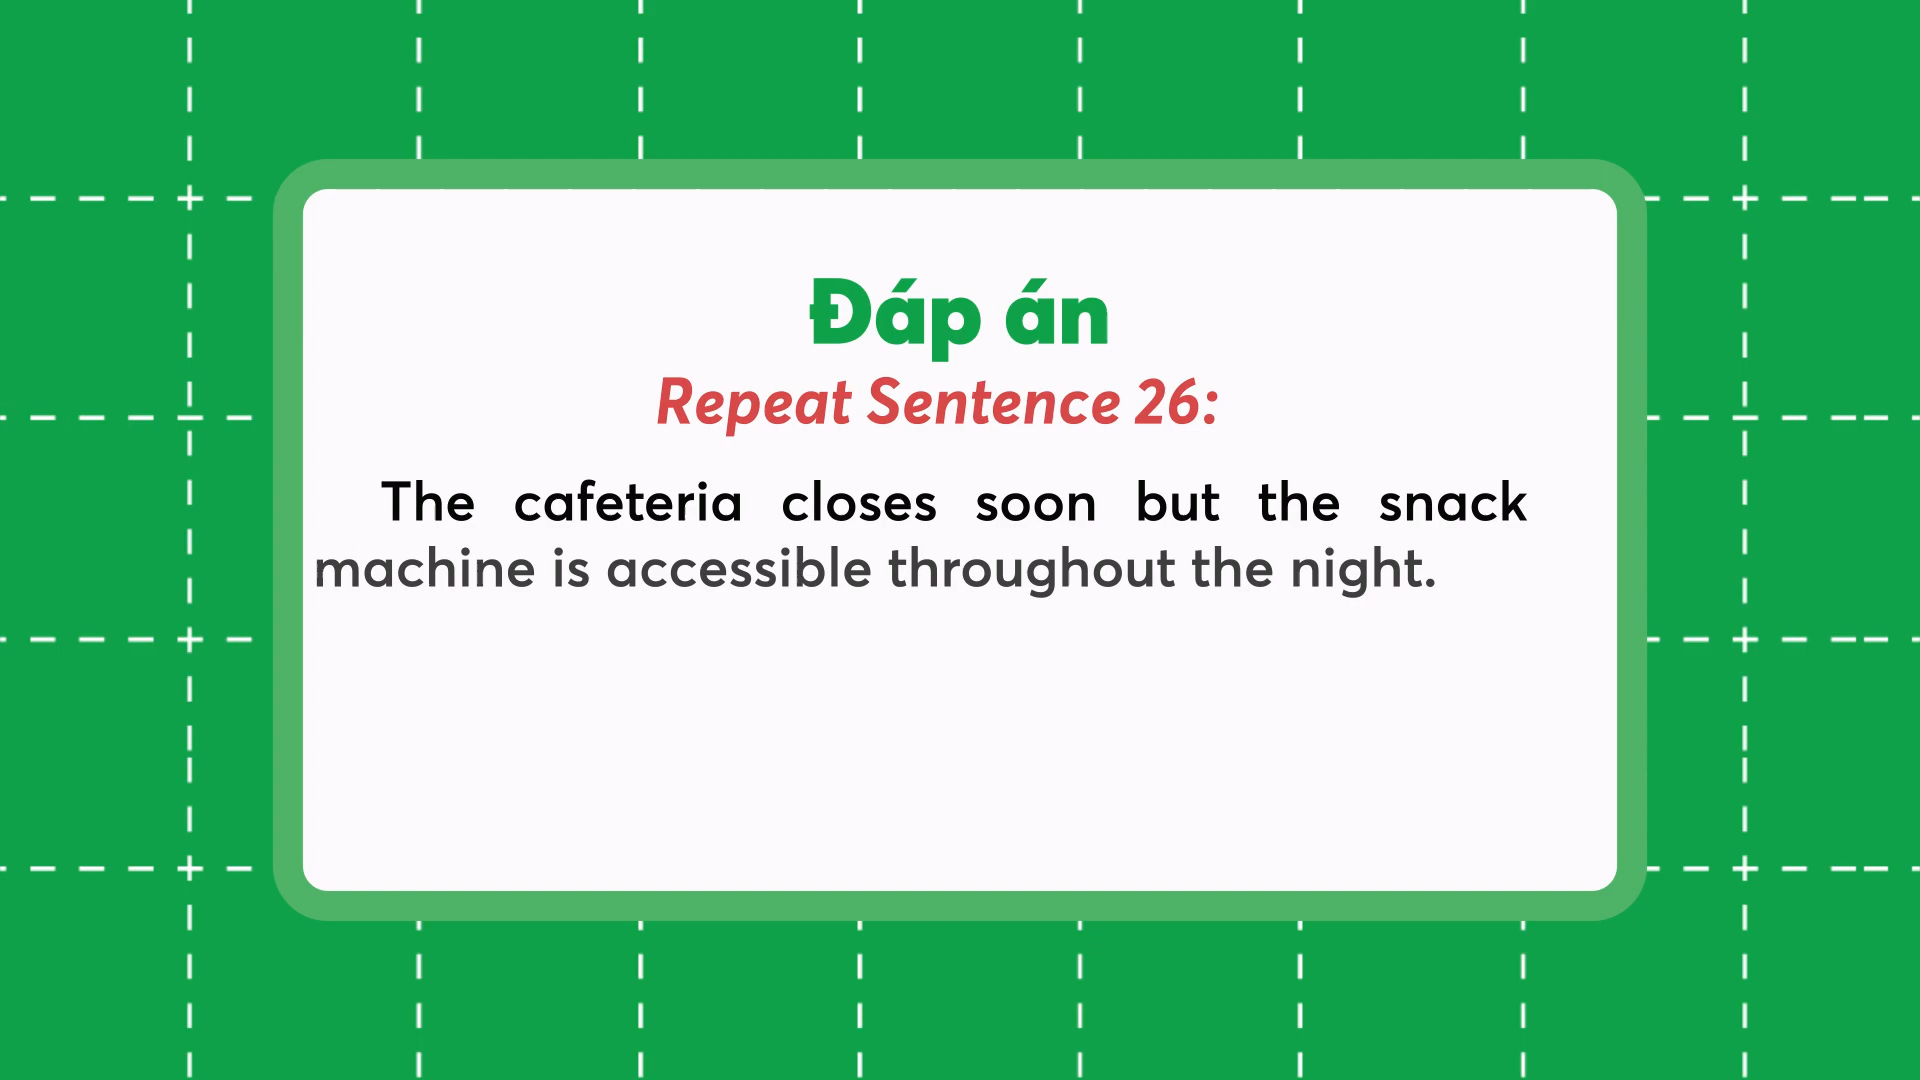 Đáp án
Repeat Sentence 26:
The cafeteria closes soon but the snack
machine is accessible throughout the night.